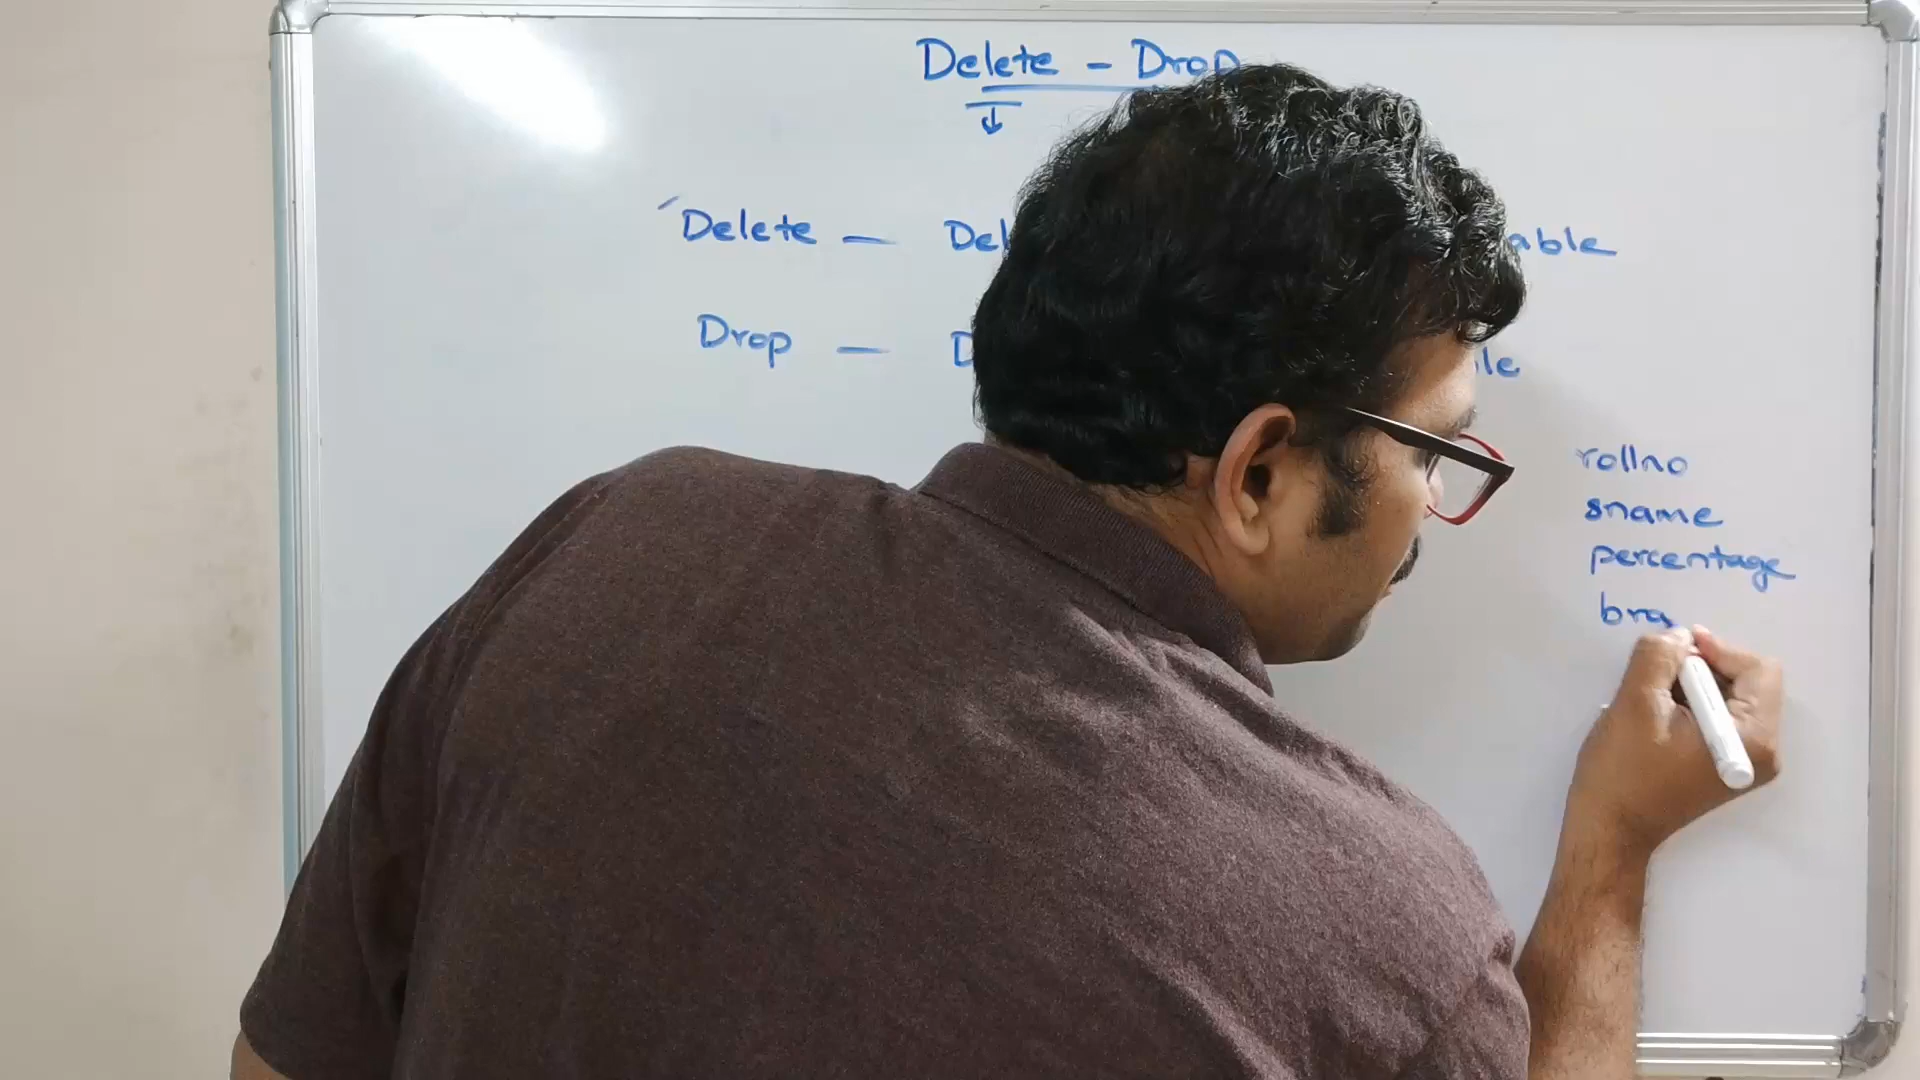 Delete - Drop
Delete — Del able
Drop — D le
rollno
sname
percentage
bra